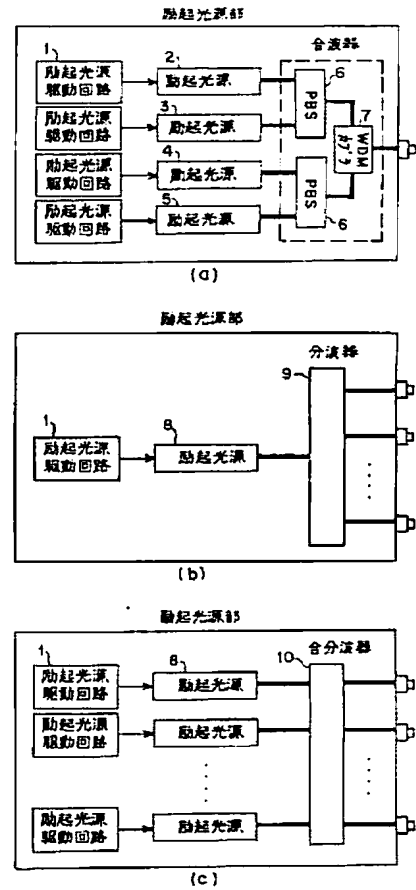 励起光源部
1
励起光源
駆動回路
励起光源
駆動回路
励起光源
駆動回路
励起光源
駆動回路
2
励起光源
3
励起光源
4
励起光源
5
励起光源
合波器
6
PBS
PBS
6
7
WDM
カプラ
(a)
励起光源部
1
励起光源
駆動回路
8
励起光源
分波器
9
(b)
励起光源部
1
励起光源
駆動回路
励起光源
駆動回路
励起光源
駆動回路
8
励起光源
励起光源
励起光源
合分波器
10
(c)